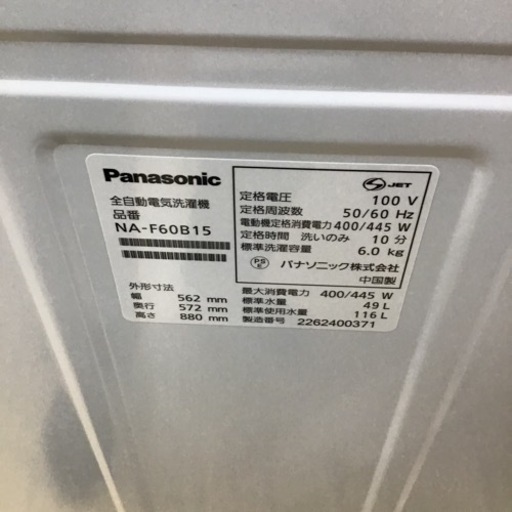 Panasonic
全自動電気洗濯機
品番
NA-F60B15
外形寸法
幅 562 mm
奥行 572 mm
高さ 880 mm
S JET
定格電圧 100 V
定格周波数 50/60 Hz
電動機定格消費電力 400/445 W
定格時間 洗いのみ 10 分
標準洗濯容量 6.0 kg
PS E パナソニック株式会社
中国製
最大消費電力 400/445 W
標準水量 49 L
標準使用水量 116 L
製造番号 2262400371